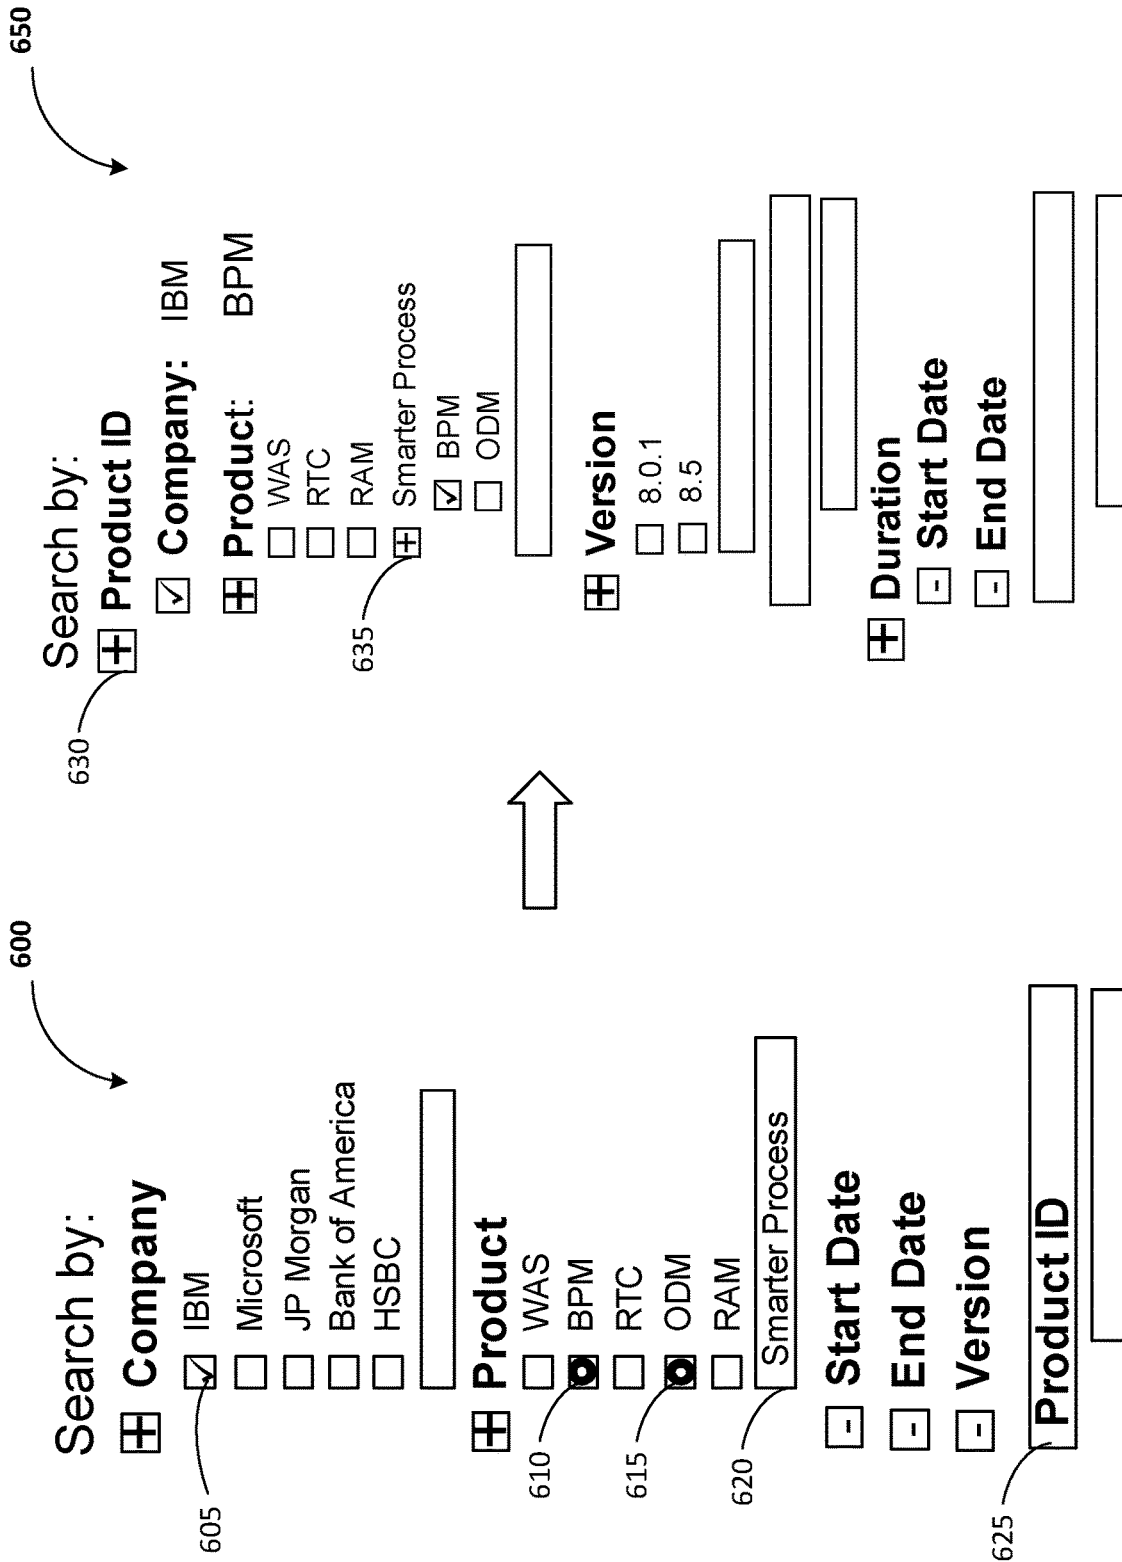 600
Search by:
+ Company
605
✓ IBM
Microsoft
JP Morgan
Bank of America
HSBC
+ Product
WAS
610
BPM
RTC
615
ODM
RAM
620
Smarter Process
- Start Date
- End Date
- Version
625
Product ID
650
Search by:
630
+ Product ID
✓ Company: IBM
+ Product: BPM
WAS
RTC
RAM
635
+ Smarter Process
✓ BPM
ODM
+ Version
8.0.1
8.5
+ Duration
- Start Date
- End Date